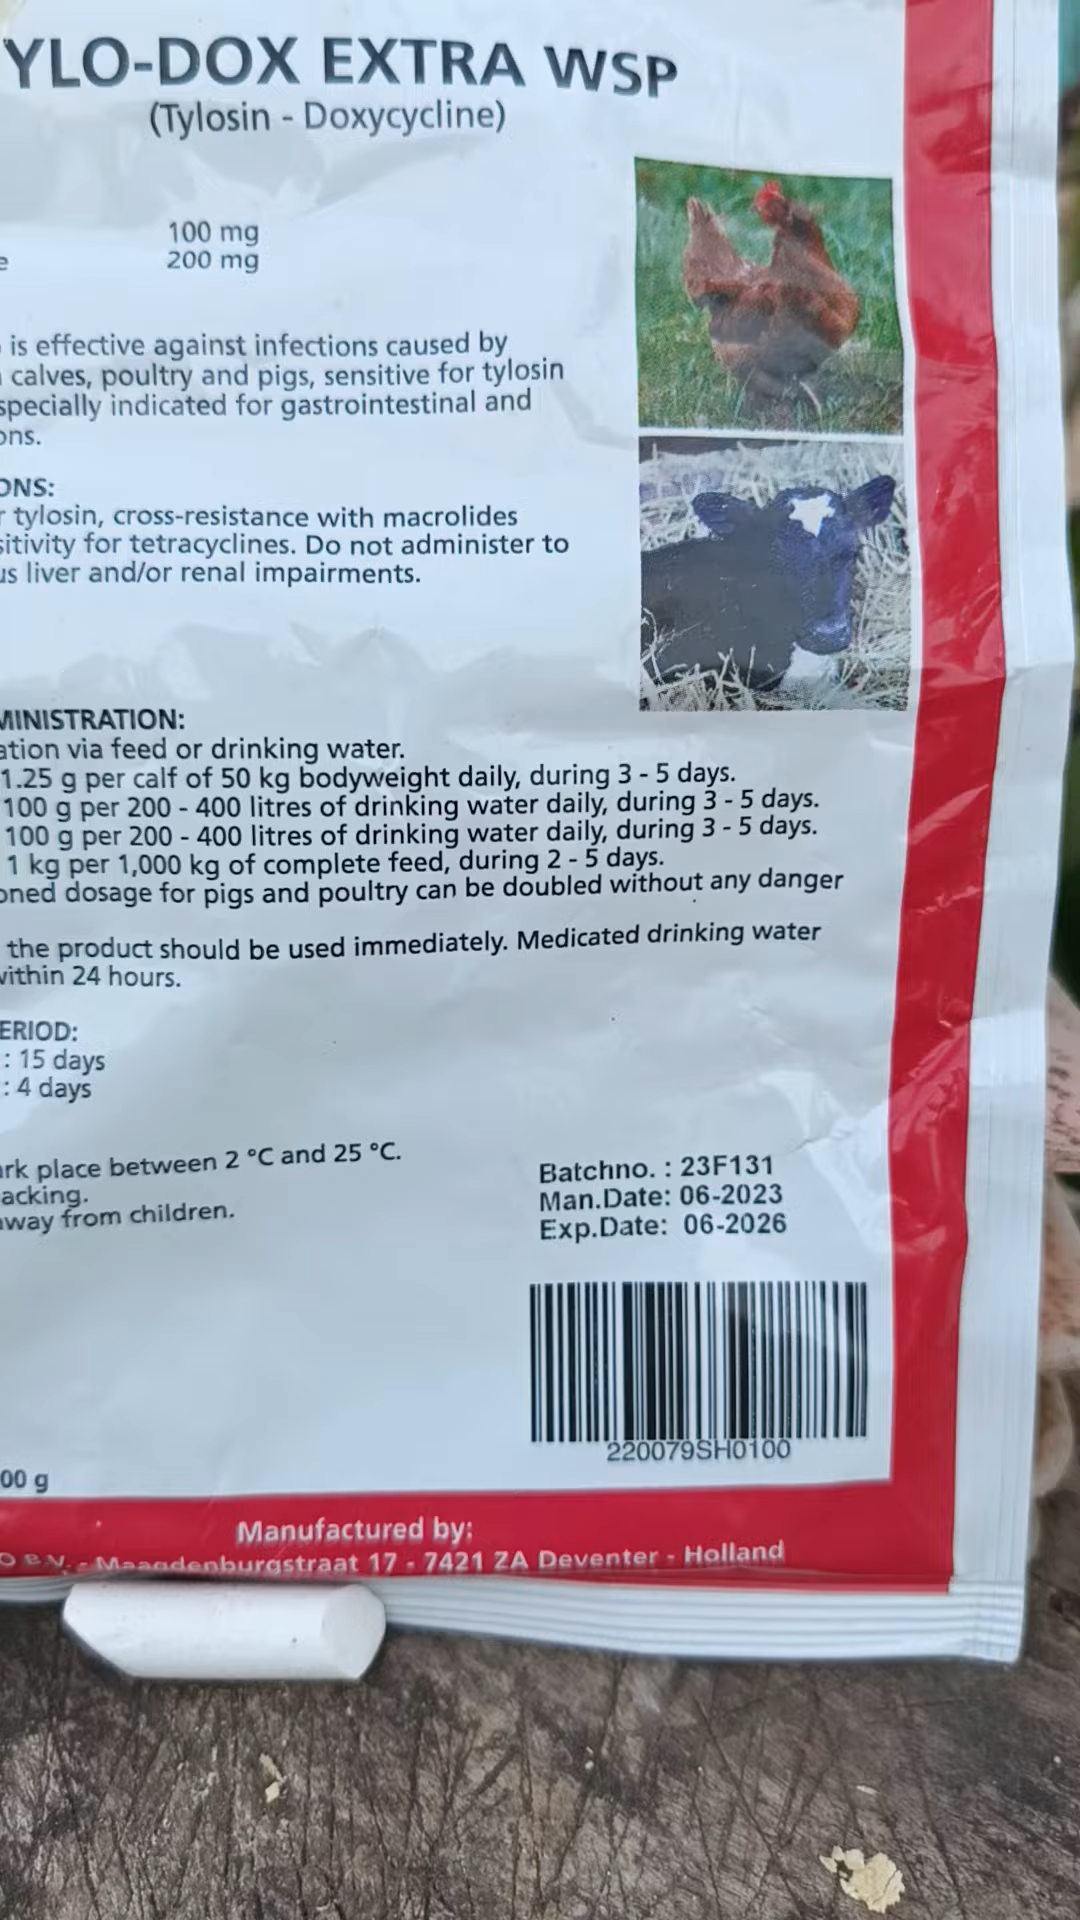 YLO-DOX EXTRA WSP
(Tylosin - Doxycycline)
100 mg
200 mg
is effective against infections caused by
calves, poultry and pigs, sensitive for tylosin
specially indicated for gastrointestinal and
ons.
ONS:
tylosin, cross-resistance with macrolides
sitivity for tetracyclines. Do not administer to
us liver and/or renal impairments.
MINISTRATION:
ation via feed or drinking water.
1.25 g per calf of 50 kg bodyweight daily, during 3 - 5 days.
100 g per 200 - 400 litres of drinking water daily, during 3 - 5 days.
100 g per 200 - 400 litres of drinking water daily, during 3 - 5 days.
1 kg per 1,000 kg of complete feed, during 2 - 5 days.
oned dosage for pigs and poultry can be doubled without any danger
the product should be used immediately. Medicated drinking water
within 24 hours.
ERIOD:
: 15 days
: 4 days
ark place between 2 °C and 25 °C.
acking.
away from children.
Batchno. : 23F131
Man.Date: 06-2023
Exp.Date: 06-2026
220079SH0100
00 g
Manufactured by:
O B.V. - Maagdenburgstraat 17 - 7421 ZA Deventer - Holland